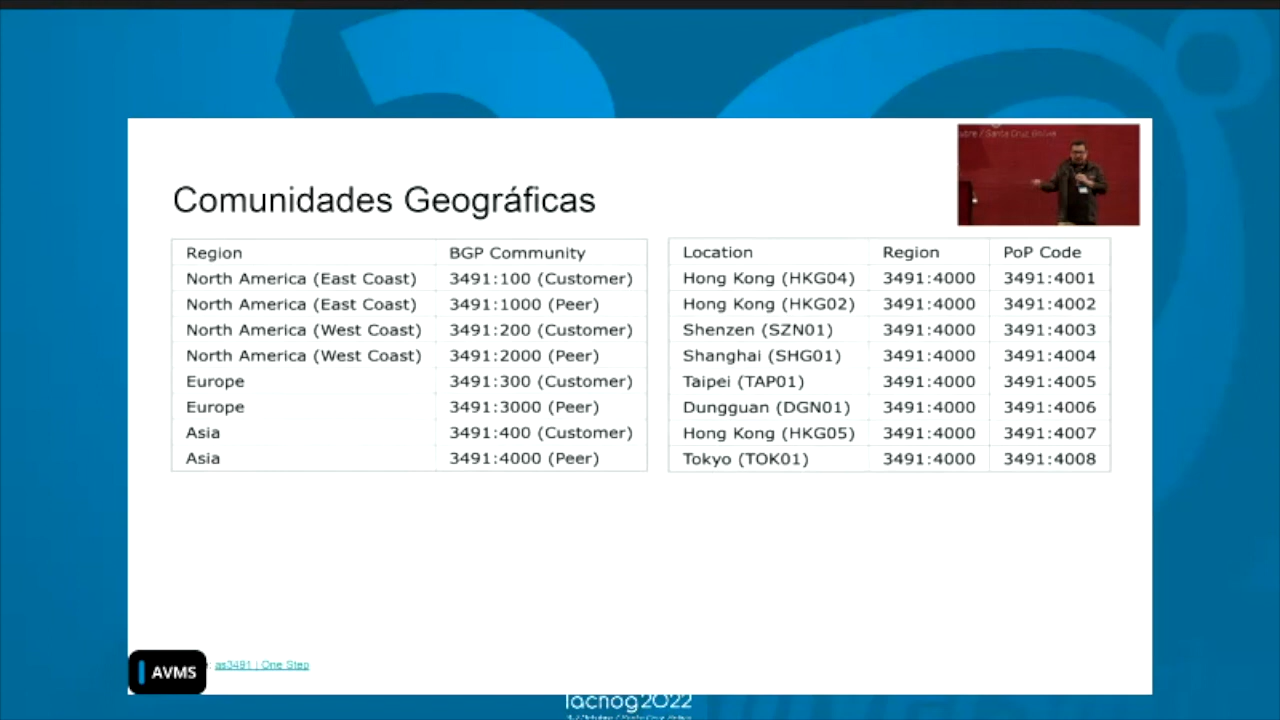 Santa Cruz, Bolivia
Comunidades Geográficas
Region BGP Community
North America (East Coast) 3491:100 (Customer)
North America (East Coast) 3491:1000 (Peer)
North America (West Coast) 3491:200 (Customer)
North America (West Coast) 3491:2000 (Peer)
Europe 3491:300 (Customer)
Europe 3491:3000 (Peer)
Asia 3491:400 (Customer)
Asia 3491:4000 (Peer)
Location Region PoP Code
Hong Kong (HKG04) 3491:4000 3491:4001
Hong Kong (HKG02) 3491:4000 3491:4002
Shenzen (SZN01) 3491:4000 3491:4003
Shanghai (SHG01) 3491:4000 3491:4004
Taipei (TAP01) 3491:4000 3491:4005
Dungguan (DGN01) 3491:4000 3491:4006
Hong Kong (HKG05) 3491:4000 3491:4007
Tokyo (TOK01) 3491:4000 3491:4008
as3491 | One Step
AVMS
lacnog2022